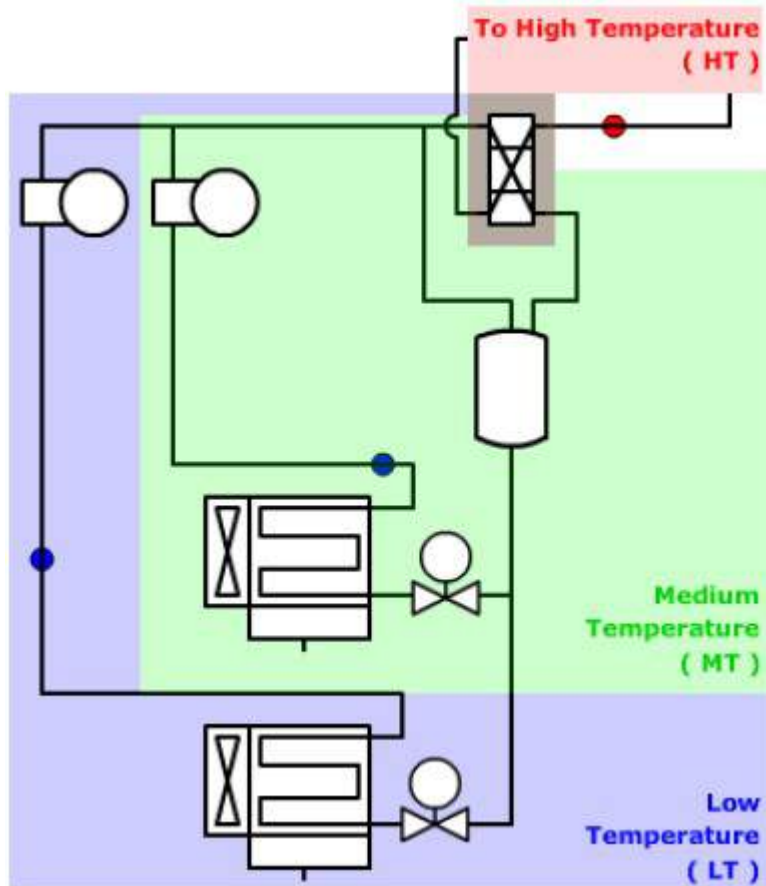 To High Temperature
( HT )
Medium
Temperature
( MT )
Low
Temperature
( LT )